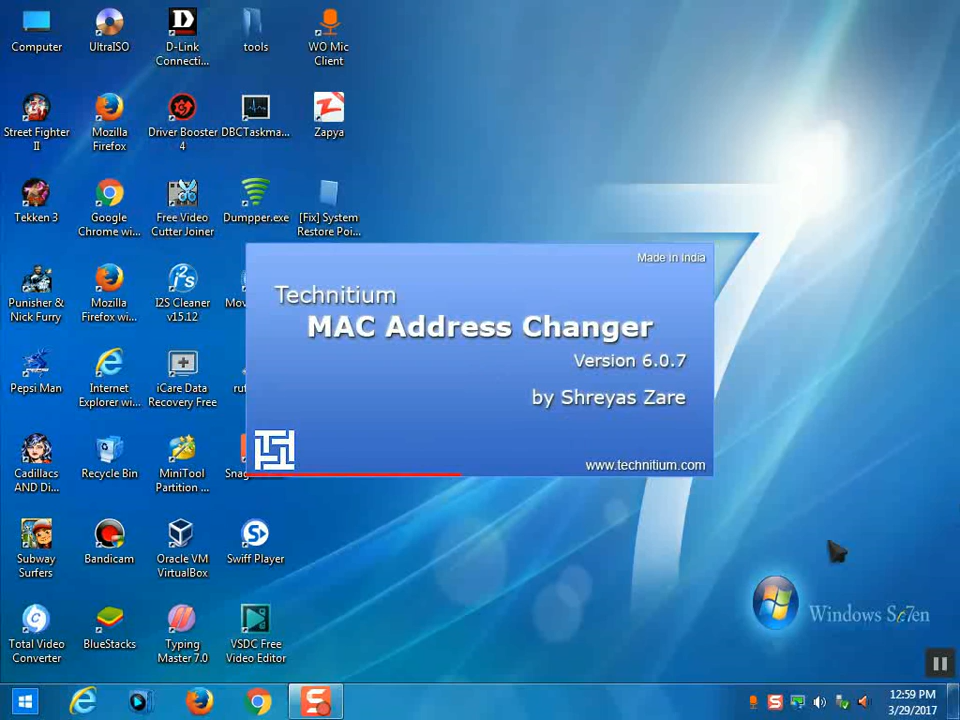 Computer
UltraISO
D-Link
Connecti...
tools
WO Mic
Client
Street Fighter
II
Mozilla
Firefox
Driver Booster
4
DBCTaskma...
Zapya
Tekken 3
Google
Chrome wi...
Free Video
Cutter Joiner
Dumpper.exe
[Fix] System
Restore Poi...
Punisher &
Nick Furry
Mozilla
Firefox wi...
I2S Cleaner
v15.12
Mov
Pepsi Man
Internet
Explorer wi...
iCare Data
Recovery Free
ruf
Cadillacs
AND Di...
Recycle Bin
MiniTool
Partition ...
Snag
Subway
Surfers
Bandicam
Oracle VM
VirtualBox
Swiff Player
Total Video
Converter
BlueStacks
Typing
Master 7.0
VSDC Free
Video Editor
Made In India
Technitium
MAC Address Changer
Version 6.0.7
by Shreyas Zare
www.technitium.com
Windows Se7en
12:59 PM
3/29/2017